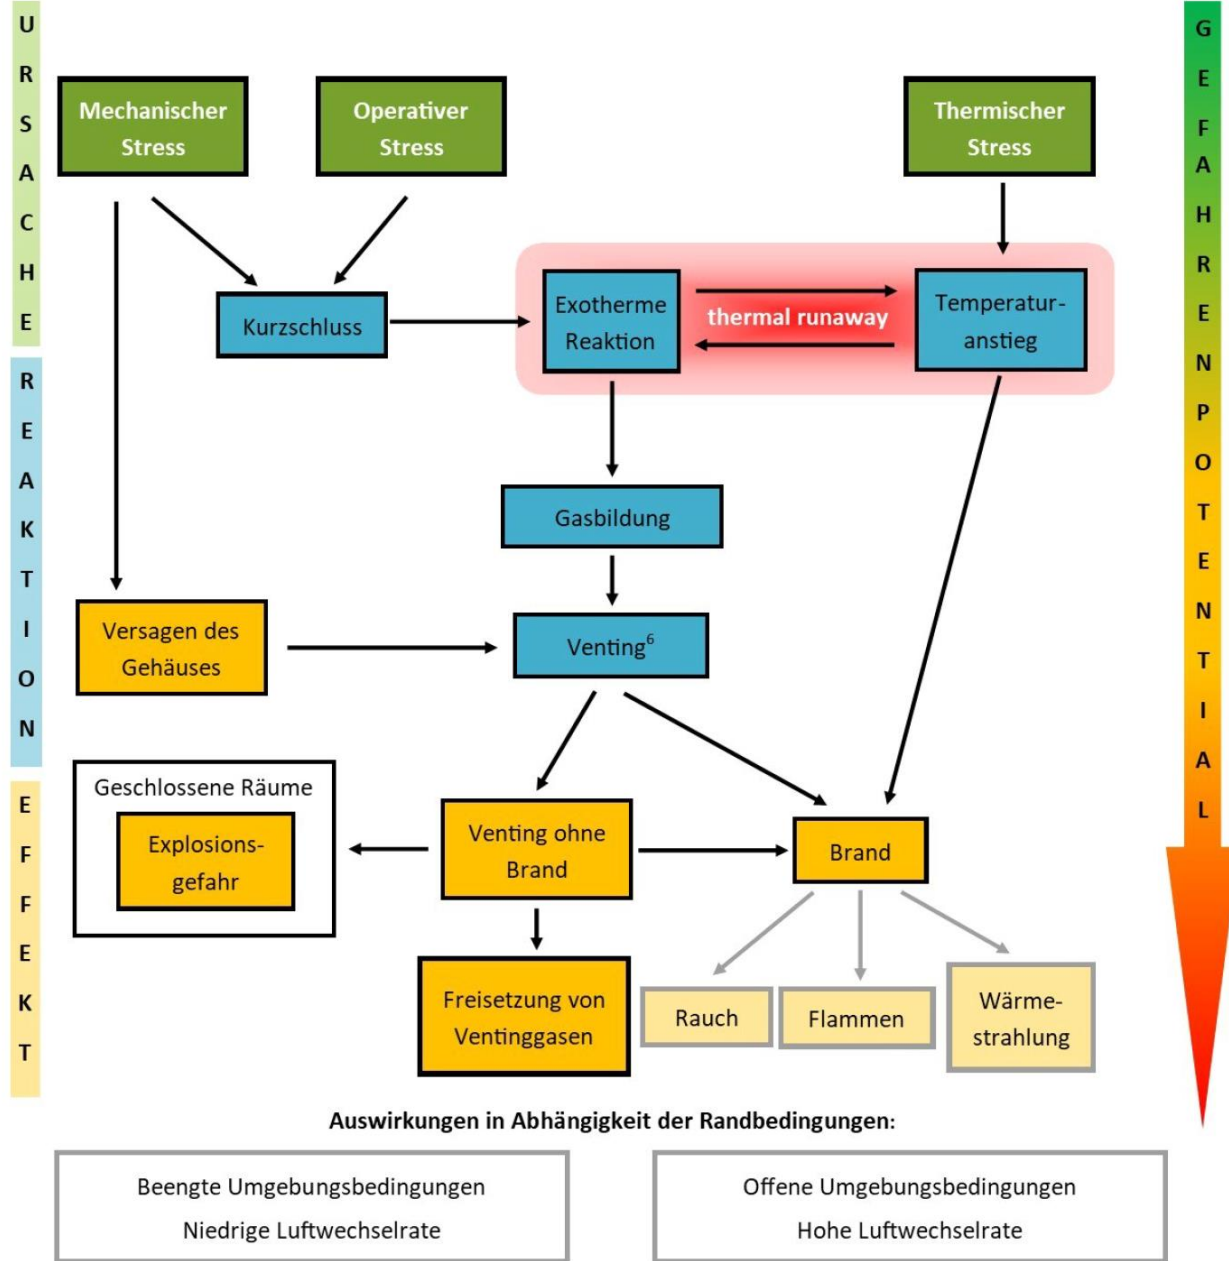 URSACHE
REAKTION
EFFEKT
GEFAHRENPOTENTIAL
Mechanischer
Stress
Operativer
Stress
Thermischer
Stress
Kurzschluss
Exotherme
Reaktion
thermal runaway
Temperatur-
anstieg
Gasbildung
Versagen des
Gehäuses
Venting⁶
Geschlossene Räume
Explosions-
gefahr
Venting ohne
Brand
Brand
Freisetzung von
Ventinggasen
Rauch
Flammen
Wärme-
strahlung
Auswirkungen in Abhängigkeit der Randbedingungen:
Beengte Umgebungsbedingungen
Niedrige Luftwechselrate
Offene Umgebungsbedingungen
Hohe Luftwechselrate